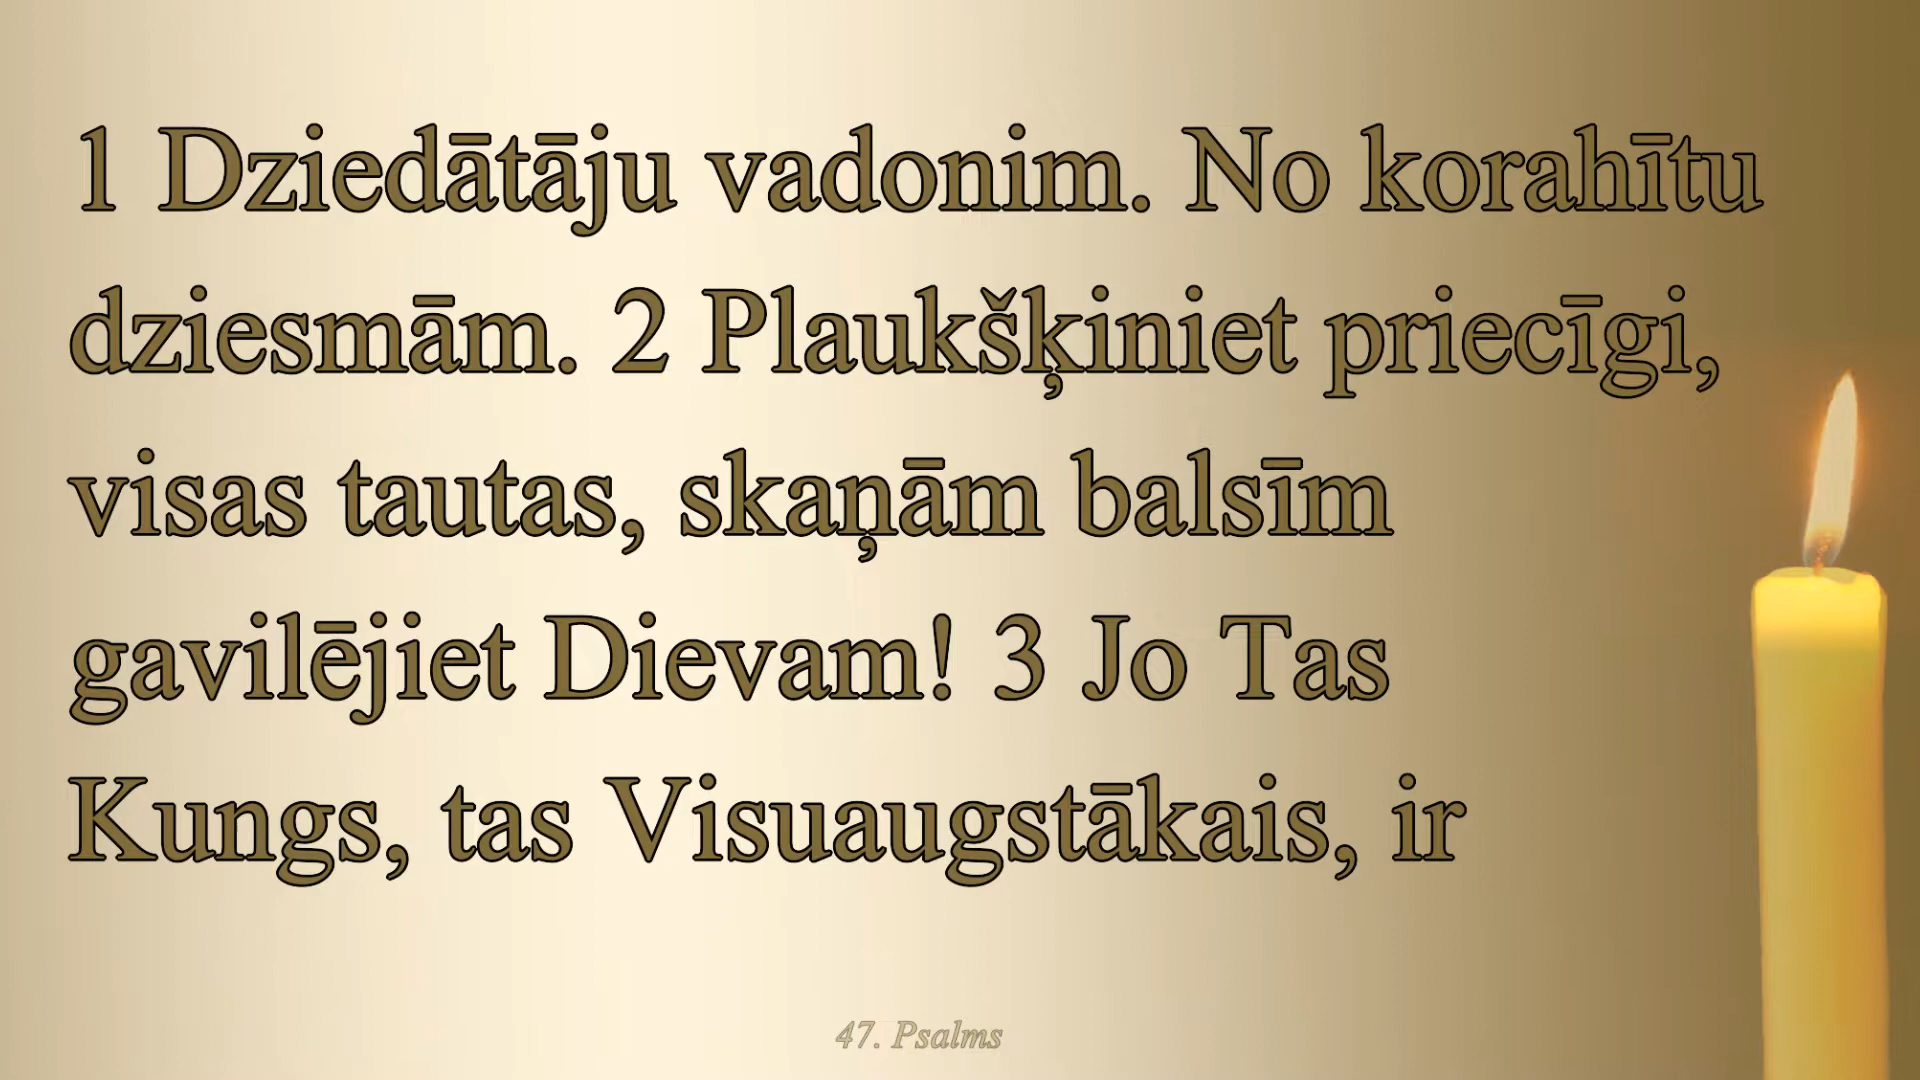 1 Dziedātāju vadonim. No korahītu
dziesmām. 2 Plaukšķiniet priecīgi,
visas tautas, skaņām balsīm
gavilējiet Dievam! 3 Jo Tas
Kungs, tas Visuaugstākais, ir
47. Psalms